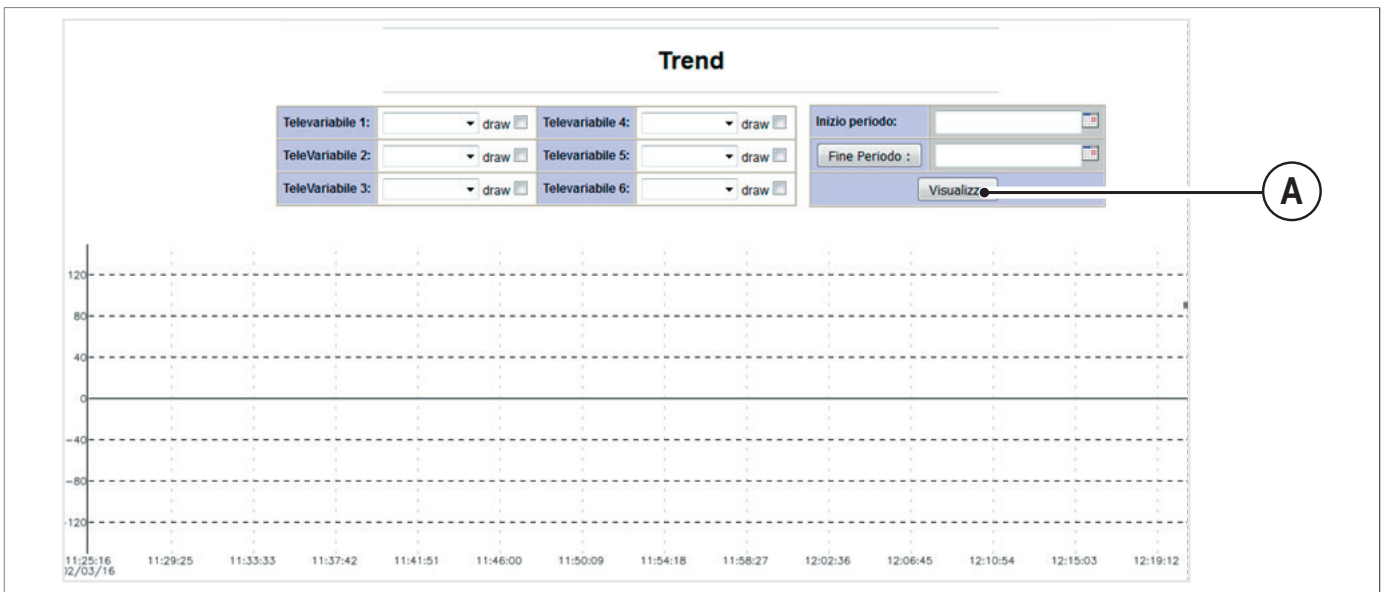 Trend
Televariabile 1: draw Televariabile 4: draw Inizio periodo:
TeleVariabile 2: draw Televariabile 5: draw Fine Periodo :
TeleVariabile 3: draw Televariabile 6: draw
A
120
80
40
0
-40
-80
11:25:16 11:29:25 11:33:33 11:37:42 11:41:51 11:46:00 11:50:09 11:54:18 11:58:27 12:02:36 12:06:45 12:10:54 12:15:03 12:19:12